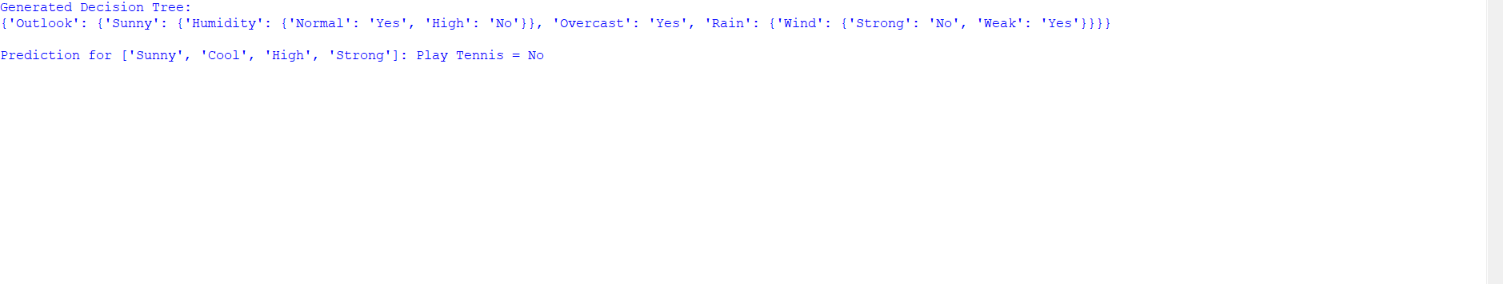 Generated Decision Tree:
{'Outlook': {'Sunny': {'Humidity': {'Normal': 'Yes', 'High': 'No'}}, 'Overcast': 'Yes', 'Rain': {'Wind': {'Strong': 'No', 'Weak': 'Yes'}}}}
Prediction for ['Sunny', 'Cool', 'High', 'Strong']: Play Tennis = No